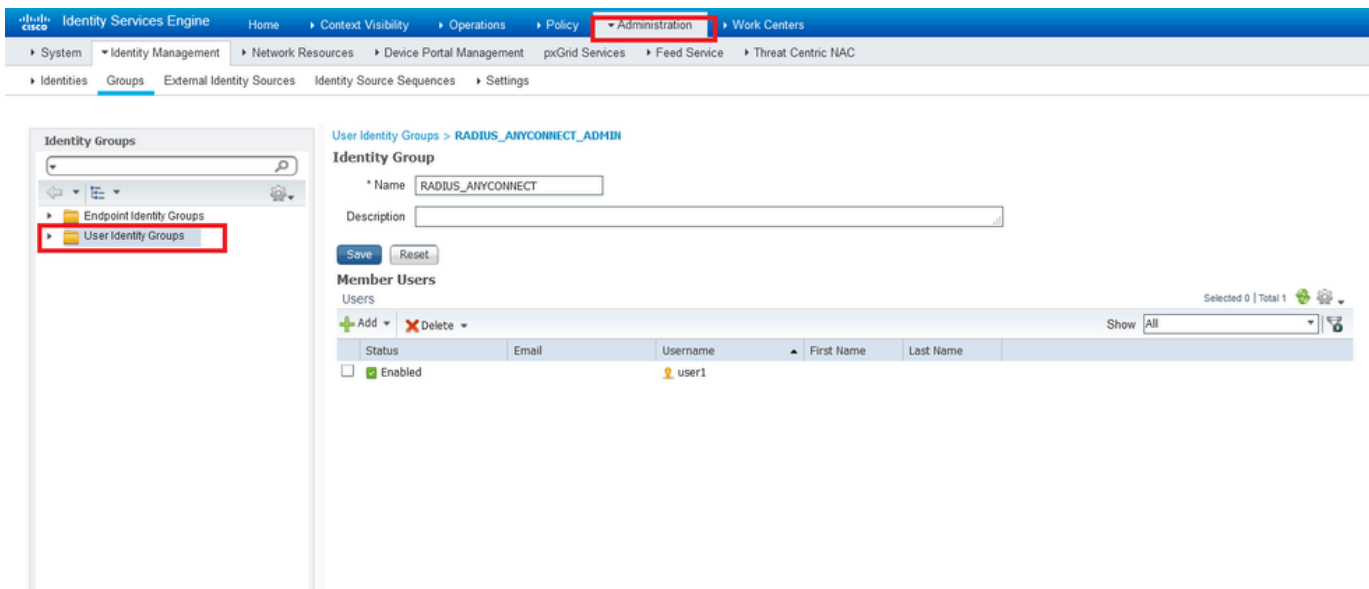 cisco Identity Services Engine Home Context Visibility Operations Policy Administration Work Centers
System Identity Management Network Resources Device Portal Management pxGrid Services Feed Service Threat Centric NAC
Identities Groups External Identity Sources Identity Source Sequences Settings
Identity Groups
Endpoint Identity Groups
User Identity Groups
User Identity Groups > RADIUS_ANYCONNECT_ADMIN
Identity Group
* Name RADIUS_ANYCONNECT
Description
Save Reset
Member Users
Users
Selected 0 | Total 1
Add Delete
Show All
Status Email Username First Name Last Name
Enabled user1